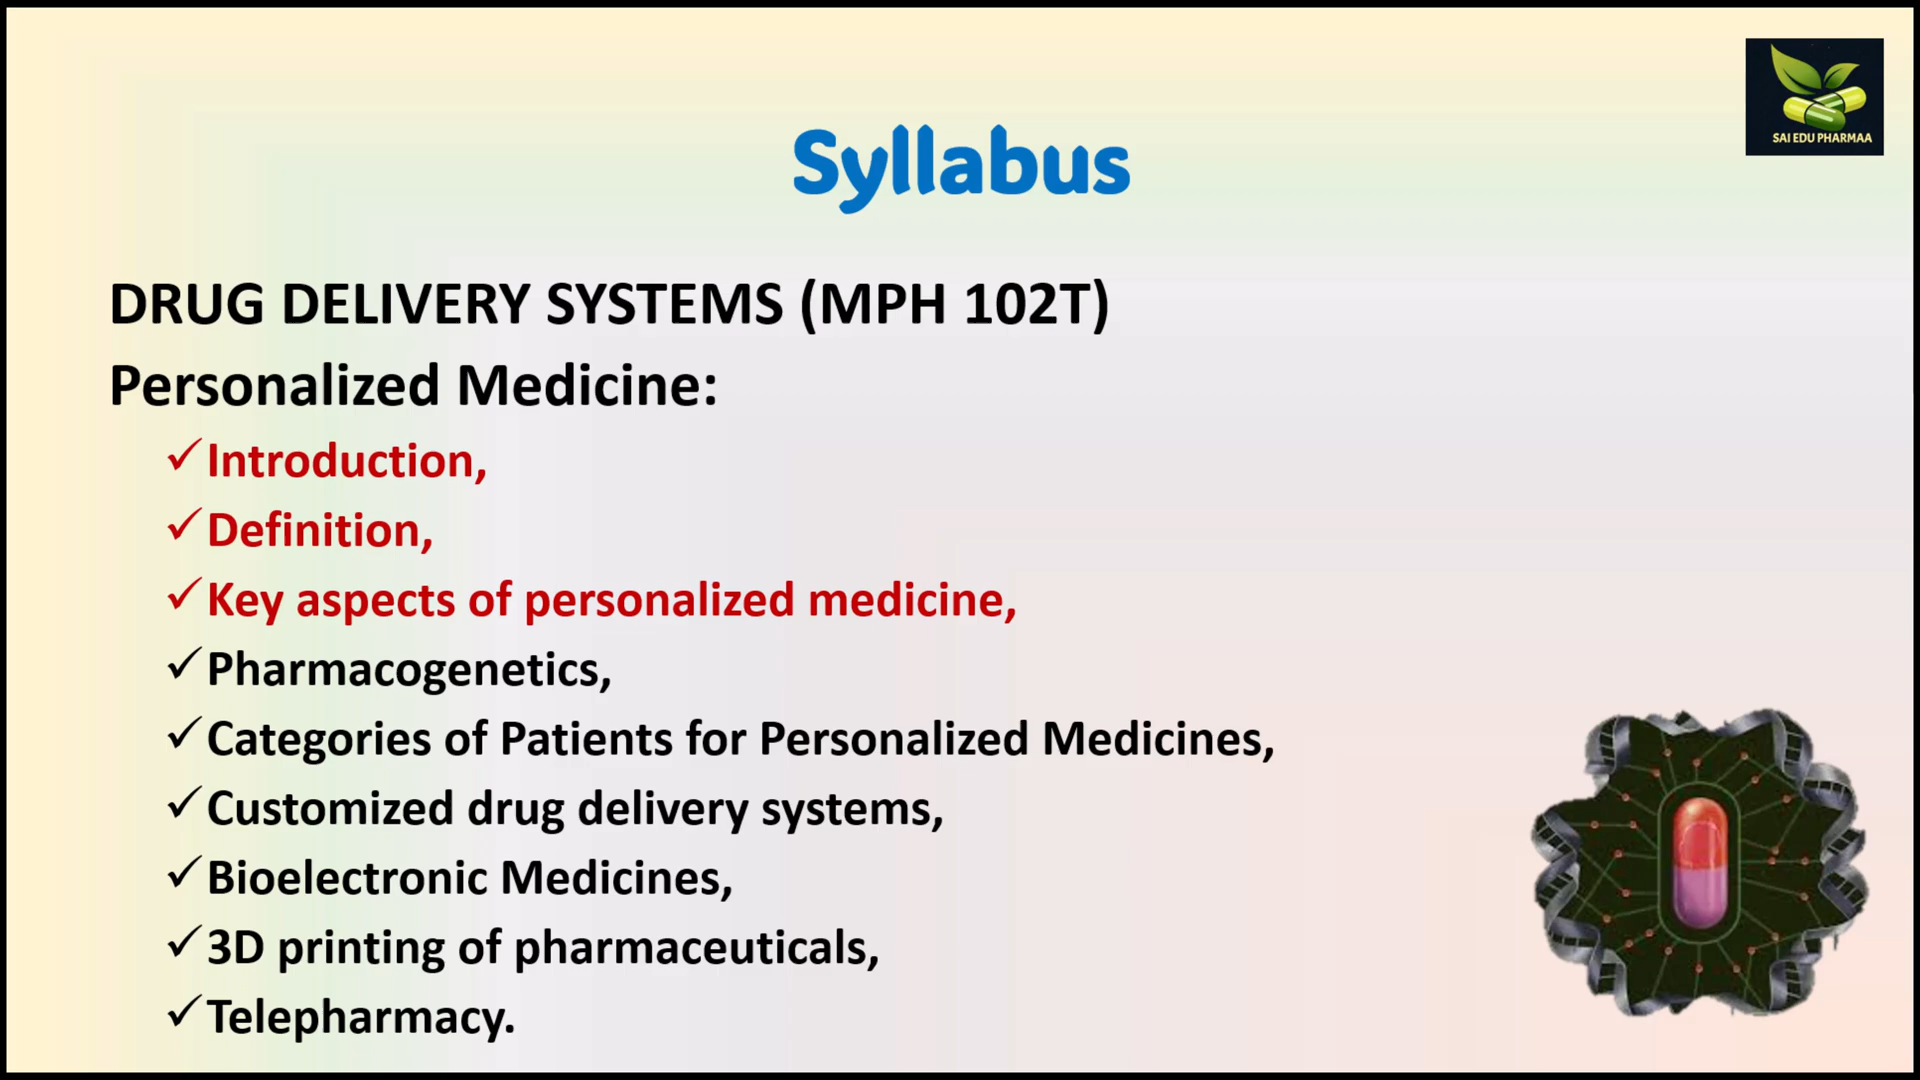 SAI EDU PHARMAA
Syllabus
DRUG DELIVERY SYSTEMS (MPH 102T)
Personalized Medicine:
✓Introduction,
✓Definition,
✓Key aspects of personalized medicine,
✓Pharmacogenetics,
✓Categories of Patients for Personalized Medicines,
✓Customized drug delivery systems,
✓Bioelectronic Medicines,
✓3D printing of pharmaceuticals,
✓Telepharmacy.